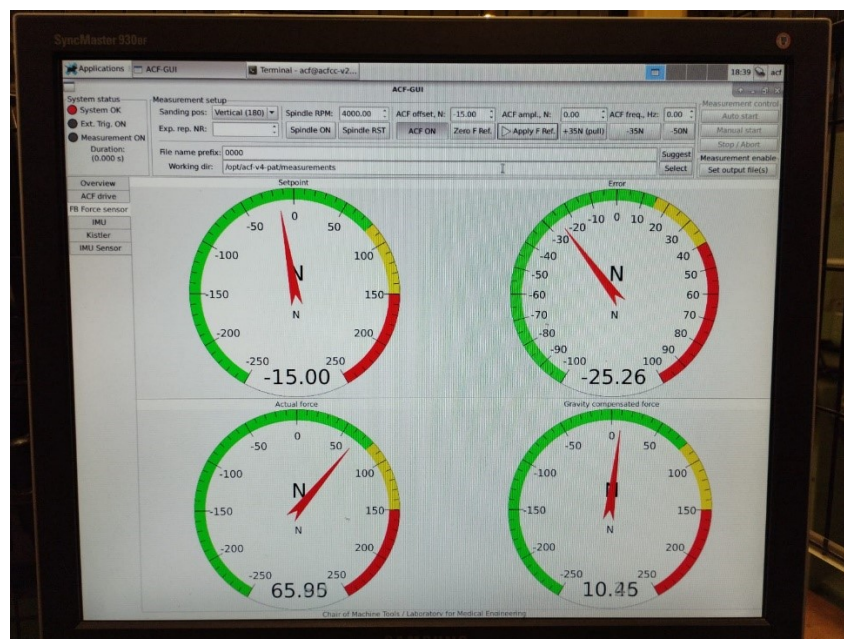 SyncMaster 930BF
Applications ACF-GUI Terminal - acf@acfcc-v2... 18:39 acf
ACF-GUI
System status Measurement setup Measurement control
System OK Sanding pos: Vertical (180) Spindle RPM: 4000.00 ACF offset, N: -15.00 ACF ampl., N: 0.00 ACF freq., Hz: 0.00 Auto start
Ext. Trig. ON Exp. rep. NR: Spindle ON Spindle RST ACF ON Zero F Ref. Apply F Ref. +35N (pull) -35N -50N Manual start
Measurement ON Stop / Abort
Duration: File name prefix: 0000 Suggest Measurement enable
(0.000 s) Working dir: /opt/acf-v4-pat/measurements Select Set output file(s)
Overview
ACF drive
FB Force sensor
IMU
Kistler
IMU Sensor
Setpoint
-250 -200 -150 -100 -50 0 50 100 150 200 250
N
N
-15.00
Error
-100 -90 -80 -70 -60 -50 -40 -30 -20 -10 0 10 20 30 40 50 60 70 80 90 100
N
N
-25.26
Actual force
-250 -200 -150 -100 -50 0 50 100 150 200 250
N
N
65.95
Gravity compensated force
-250 -200 -150 -100 -50 0 50 100 150 200 250
N
N
Chair of Machine Tools / Laboratory for Medical Engineering